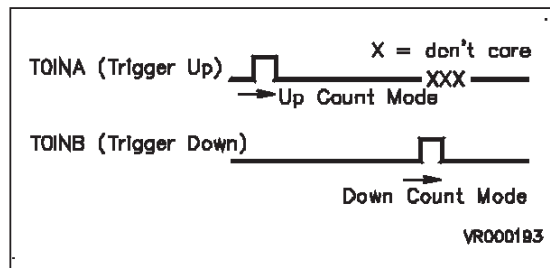 X = don't care
TOINA (Trigger Up)
XXX
Up Count Mode
TOINB (Trigger Down)
Down Count Mode
VR000193